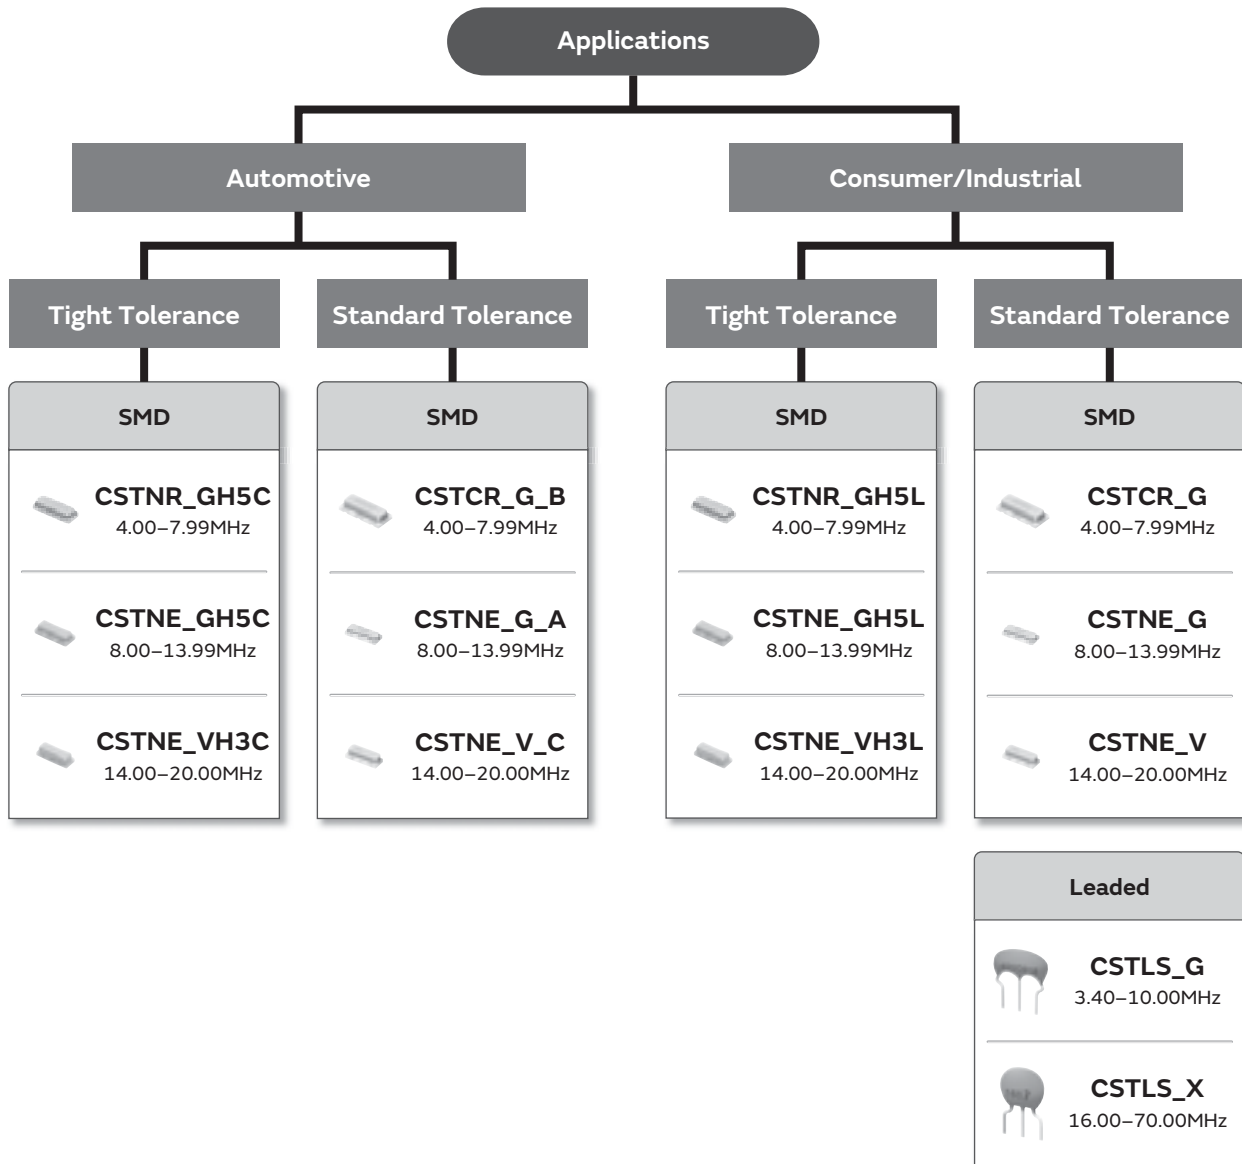 Applications
Automotive
Consumer/Industrial
Tight Tolerance
Standard Tolerance
Tight Tolerance
Standard Tolerance
SMD
CSTNR_GH5C
4.00–7.99MHz
CSTNE_GH5C
8.00–13.99MHz
CSTNE_VH3C
14.00–20.00MHz
SMD
CSTCR_G_B
4.00–7.99MHz
CSTNE_G_A
8.00–13.99MHz
CSTNE_V_C
14.00–20.00MHz
SMD
CSTNR_GH5L
4.00–7.99MHz
CSTNE_GH5L
8.00–13.99MHz
CSTNE_VH3L
14.00–20.00MHz
SMD
CSTCR_G
4.00–7.99MHz
CSTNE_G
8.00–13.99MHz
CSTNE_V
14.00–20.00MHz
Leaded
CSTLS_G
3.40–10.00MHz
CSTLS_X
16.00–70.00MHz